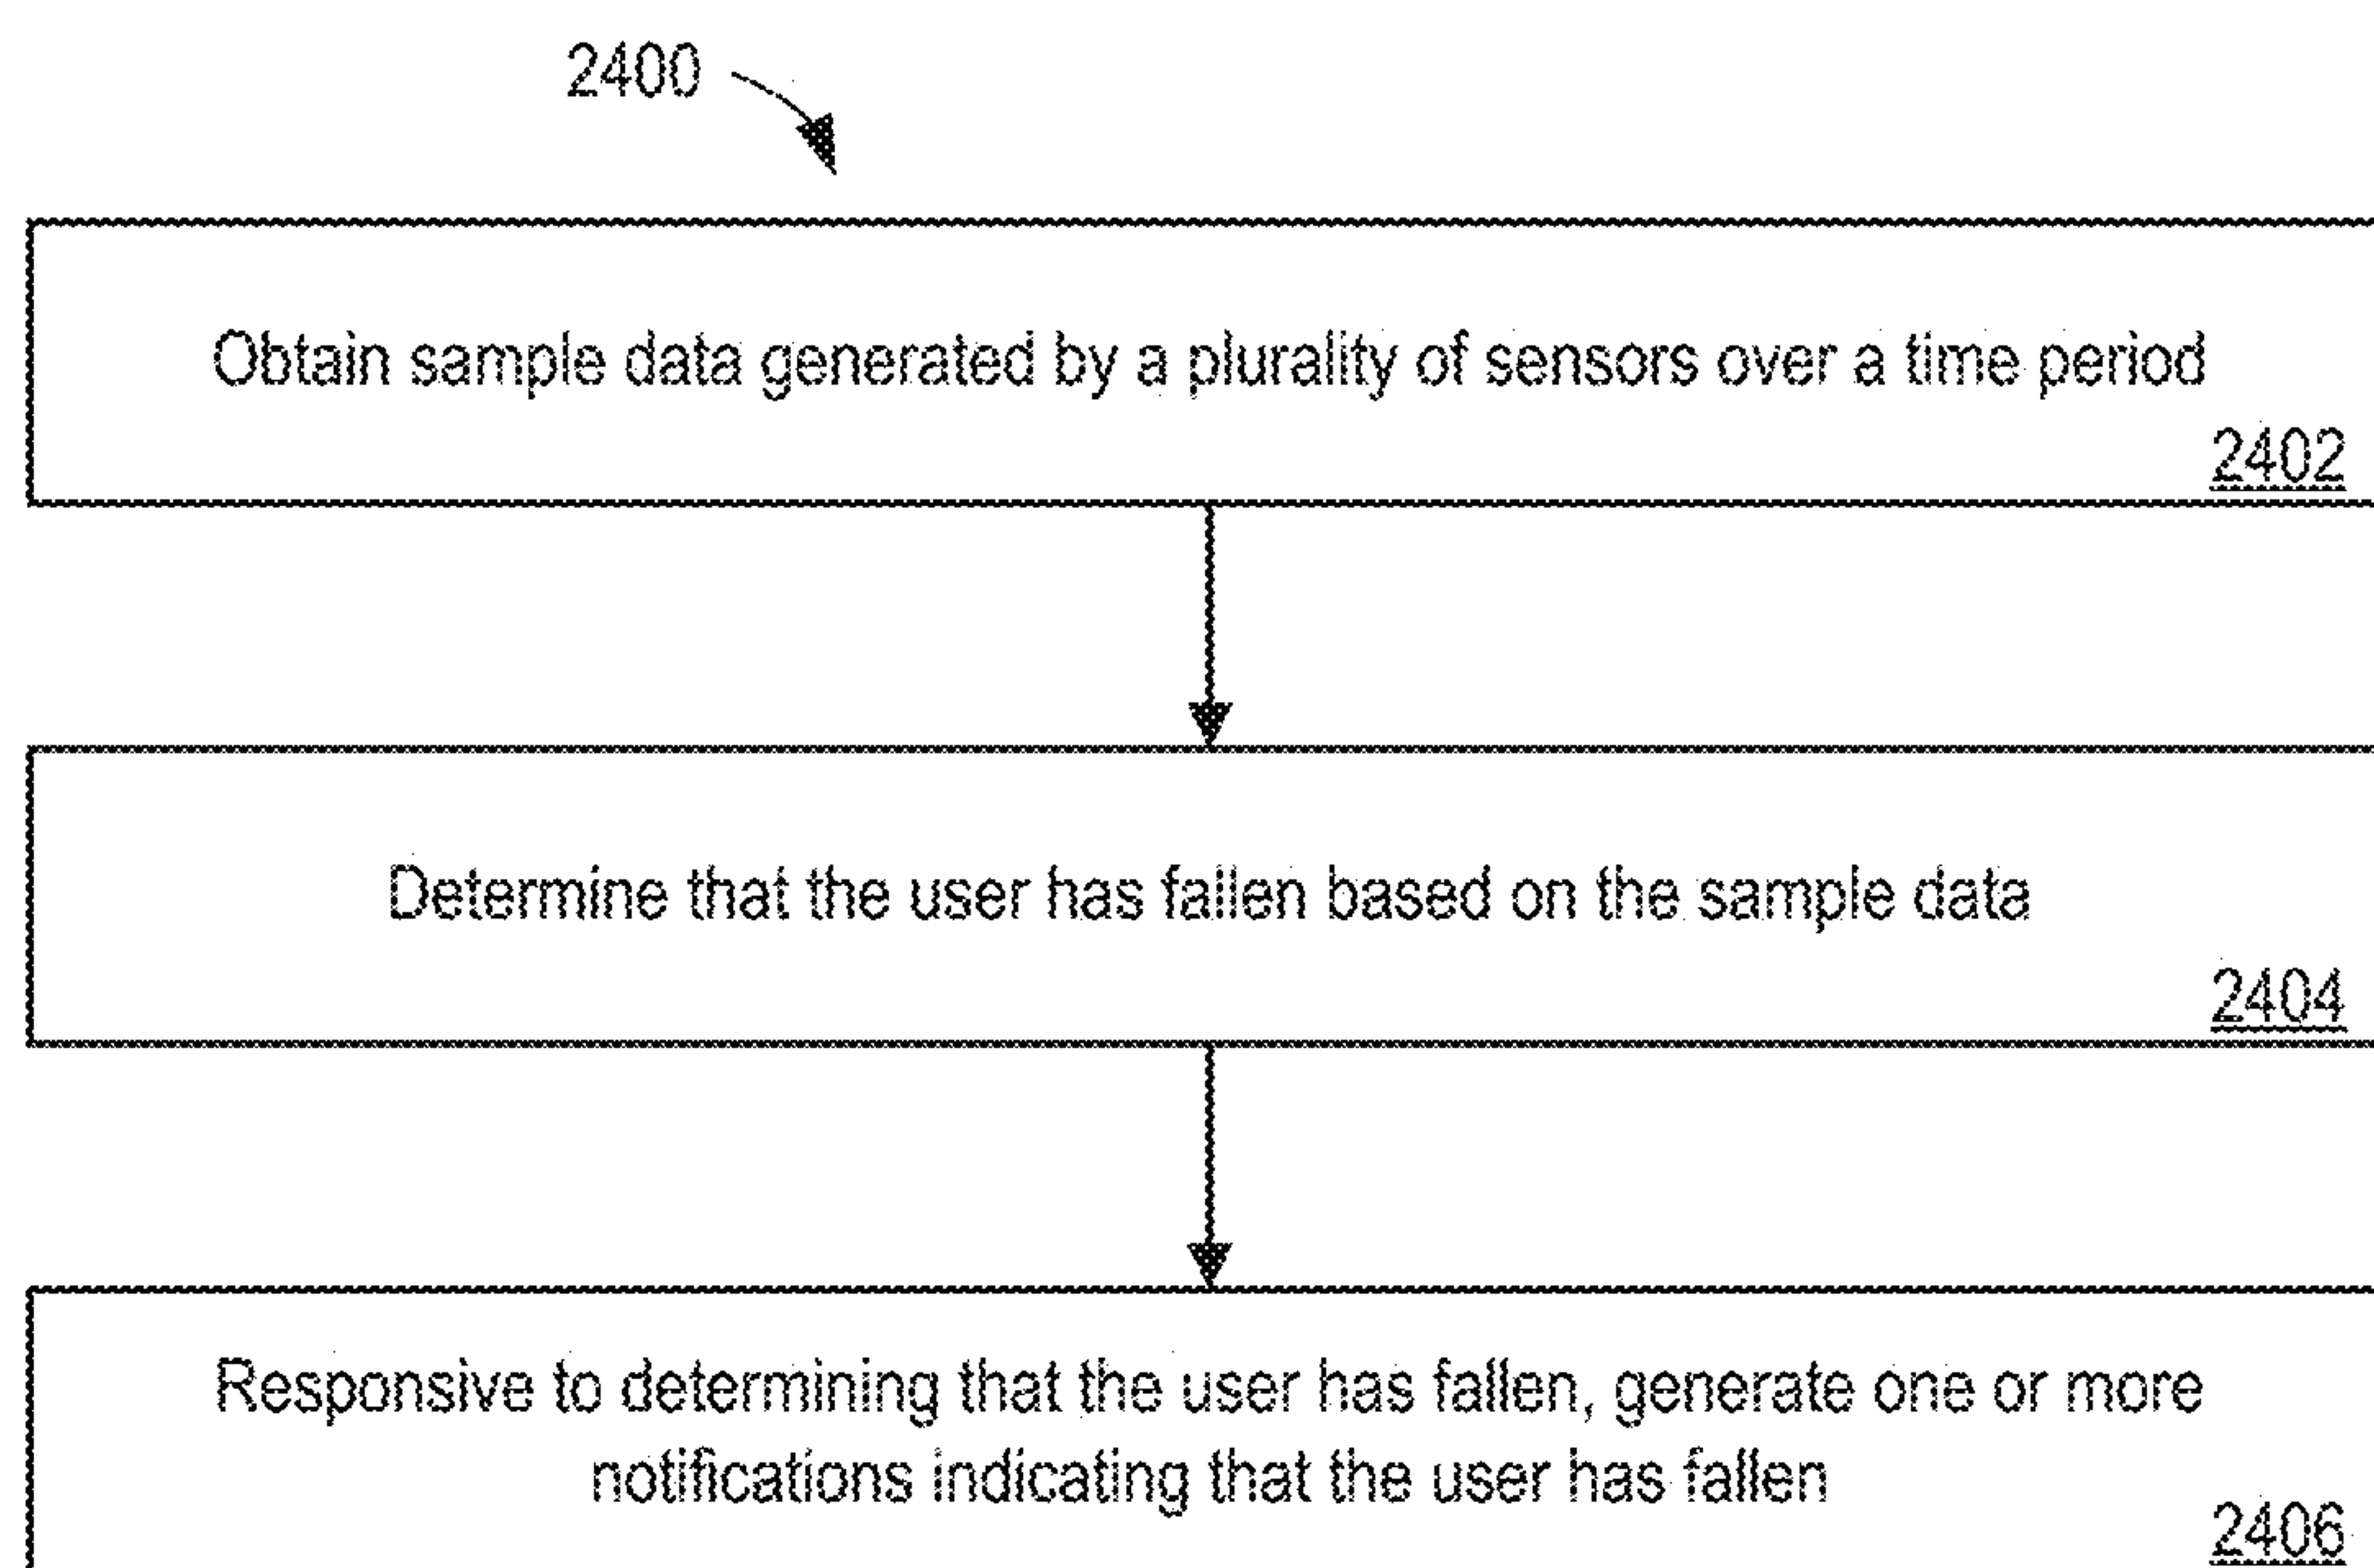 2400
Obtain sample data generated by a plurality of sensors over a time period
2402
Determine that the user has fallen based on the sample data
2404
Responsive to determining that the user has fallen, generate one or more
notifications indicating that the user has fallen
2406